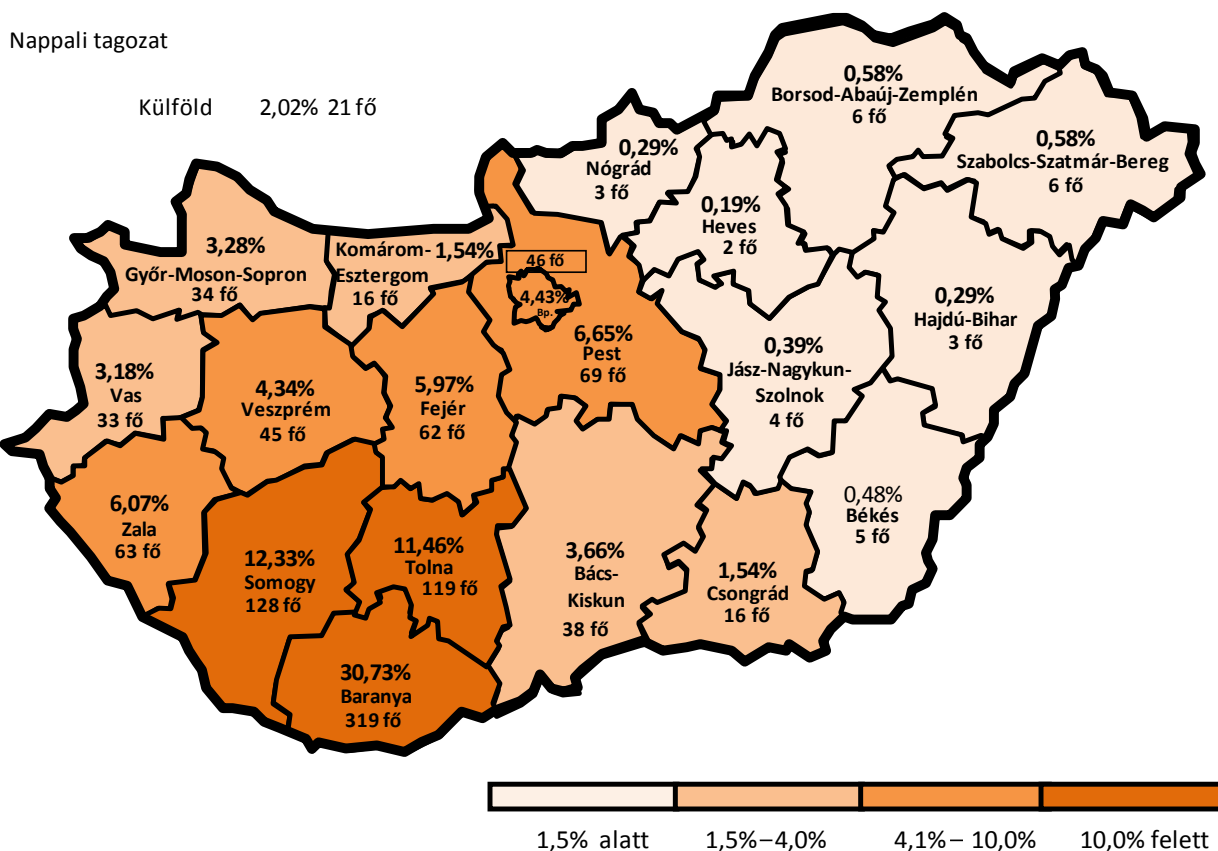 Nappali tagozat
Külföld 2,02% 21 fő
0,58%
Borsod-Abaúj-Zemplén
6 fő
0,58%
Szabolcs-Szatmár-Bereg
6 fő
0,29%
Nógrád
3 fő
0,19%
Heves
2 fő
3,28%
Győr-Moson-Sopron
34 fő
Komárom- 1,54%
Esztergom
16 fő
46 fő
4,43%
Bp.
6,65%
Pest
69 fő
0,29%
Hajdú-Bihar
3 fő
0,39%
Jász-Nagykun-
Szolnok
4 fő
3,18%
Vas
33 fő
4,34%
Veszprém
45 fő
5,97%
Fejér
62 fő
6,07%
Zala
63 fő
12,33%
Somogy
128 fő
11,46%
Tolna
119 fő
3,66%
Bács-
Kiskun
38 fő
1,54%
Csongrád
16 fő
0,48%
Békés
5 fő
30,73%
Baranya
319 fő
1,5% alatt 1,5%–4,0% 4,1%– 10,0% 10,0% felett